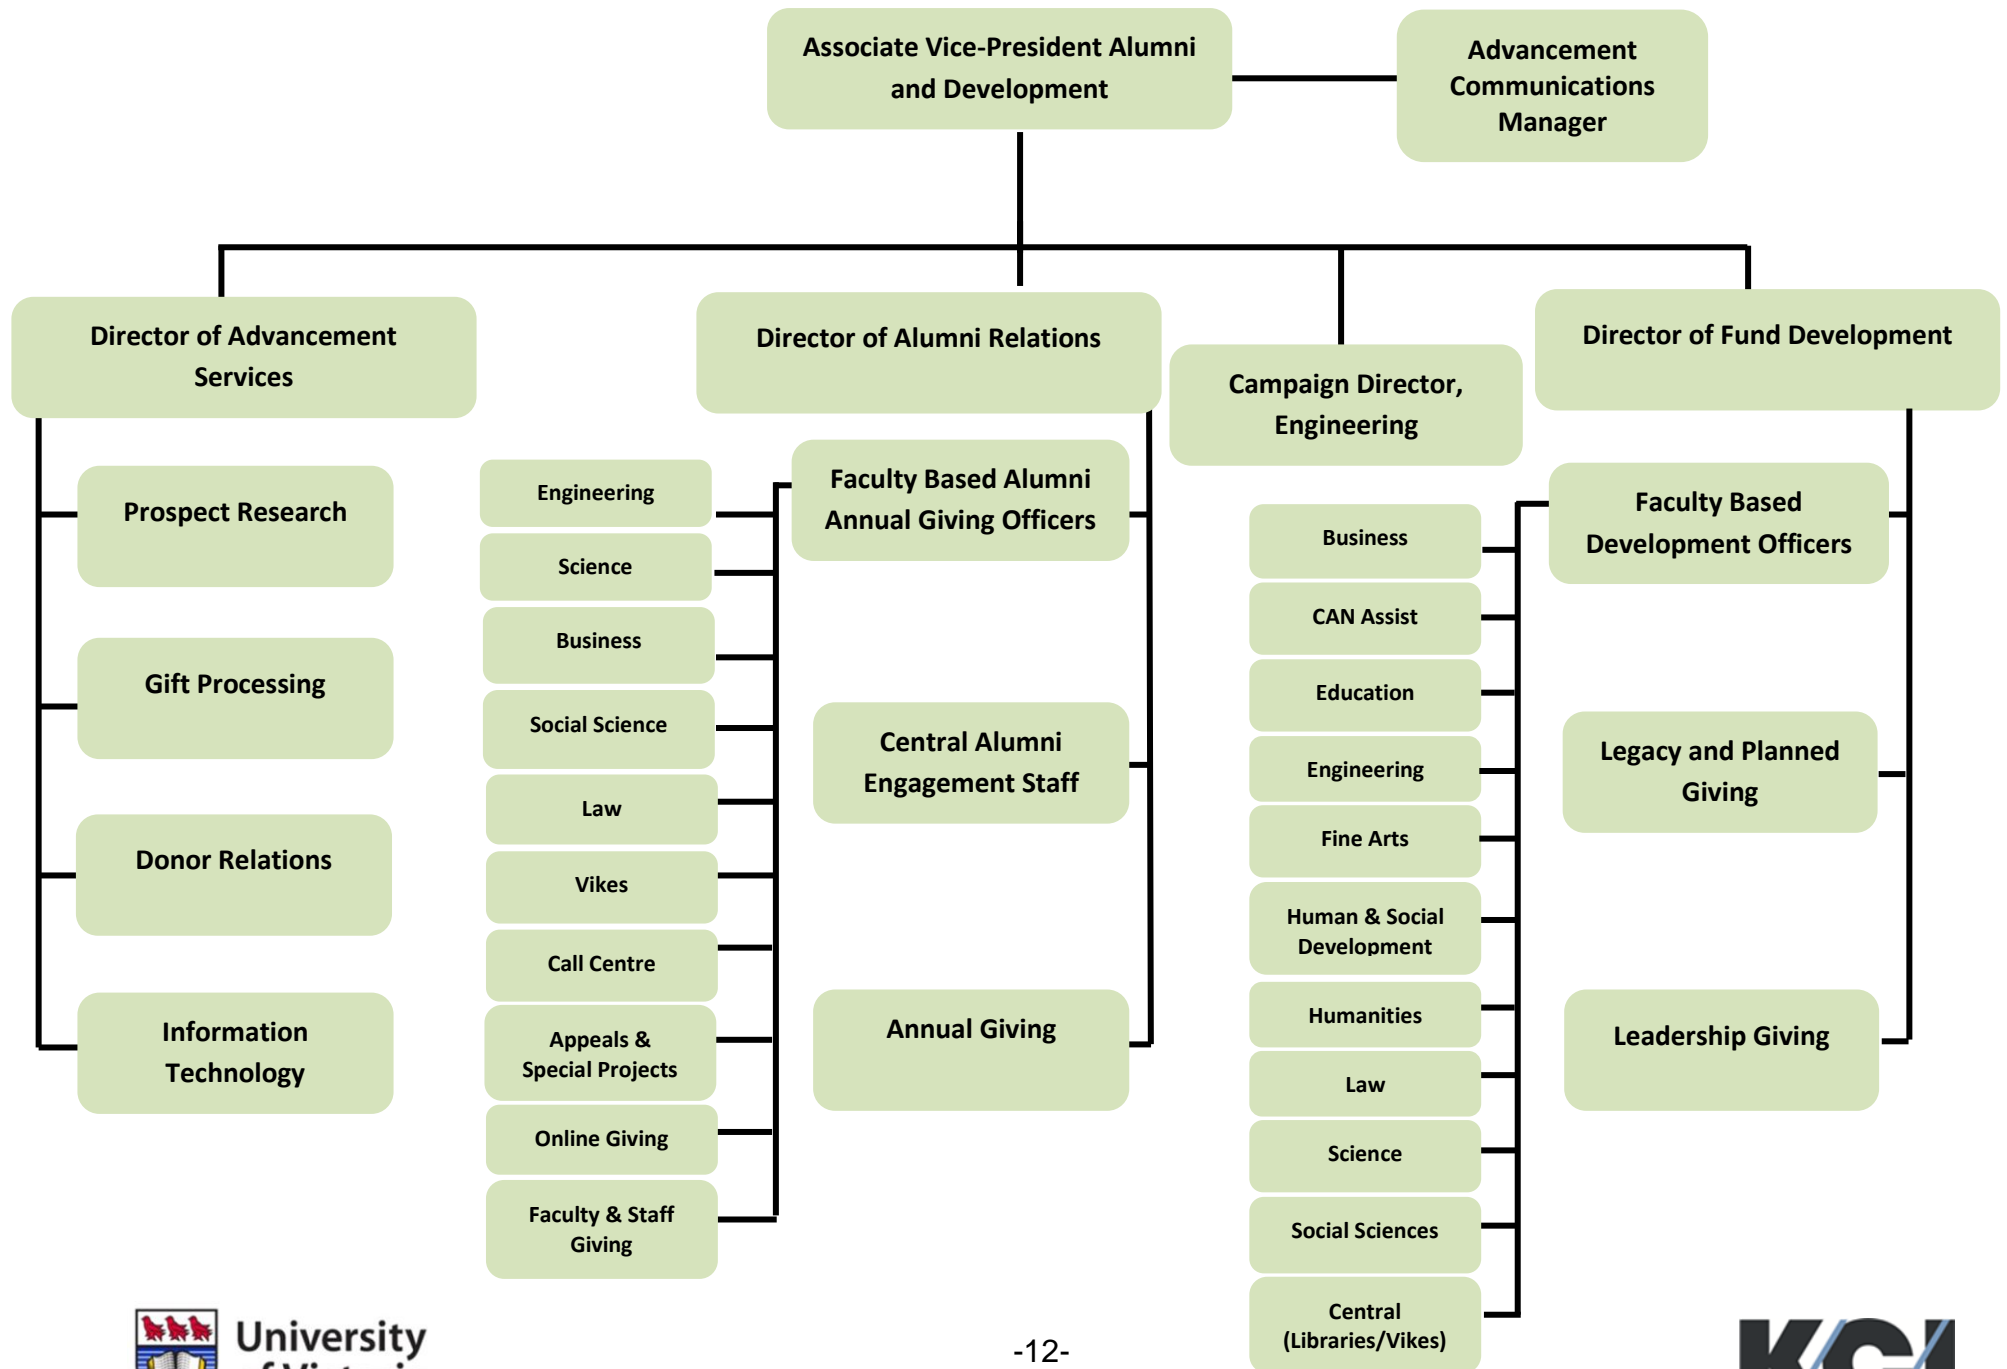 Associate Vice-President Alumni
and Development
Advancement
Communications
Manager
Director of Advancement
Services
Prospect Research
Gift Processing
Donor Relations
Information
Technology
Director of Alumni Relations
Faculty Based Alumni
Annual Giving Officers
Engineering
Science
Business
Social Science
Law
Vikes
Call Centre
Appeals &
Special Projects
Online Giving
Faculty & Staff
Giving
Central Alumni
Engagement Staff
Annual Giving
Campaign Director,
Engineering
Director of Fund Development
Faculty Based
Development Officers
Business
CAN Assist
Education
Engineering
Fine Arts
Human & Social
Development
Humanities
Law
Science
Social Sciences
Central
(Libraries/Vikes)
Legacy and Planned
Giving
Leadership Giving
University
of Victoria
-12-
KCI